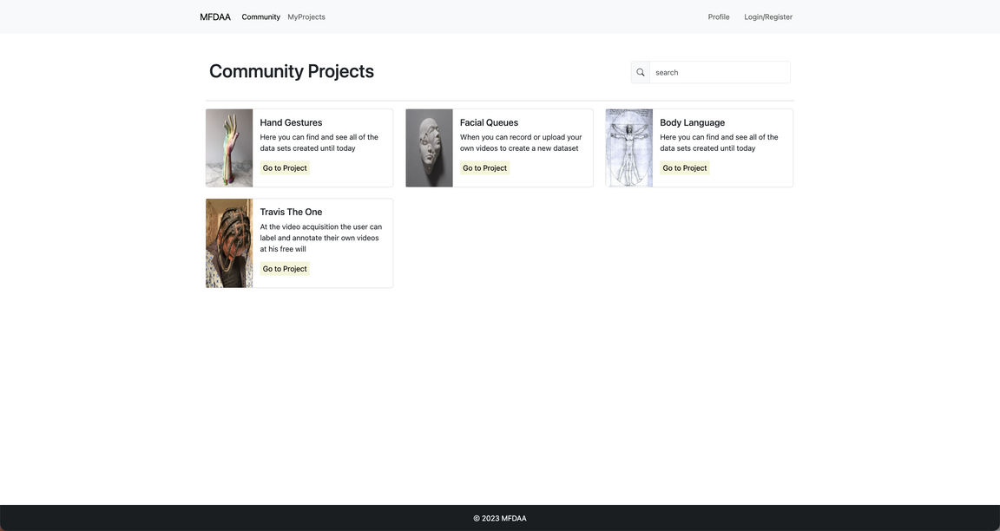 MFDAA Community MyProjects Profile Login/Register
Community Projects
search
Hand Gestures
Here you can find and see all of the
data sets created until today
Go to Project
Facial Queues
When you can record or upload your
own videos to create a new dataset
Go to Project
Body Language
Here you can find and see all of the
data sets created until today
Go to Project
Travis The One
At the video acquisition the user can
label and annotate their own videos
at his free will
Go to Project
© 2023 MFDAA